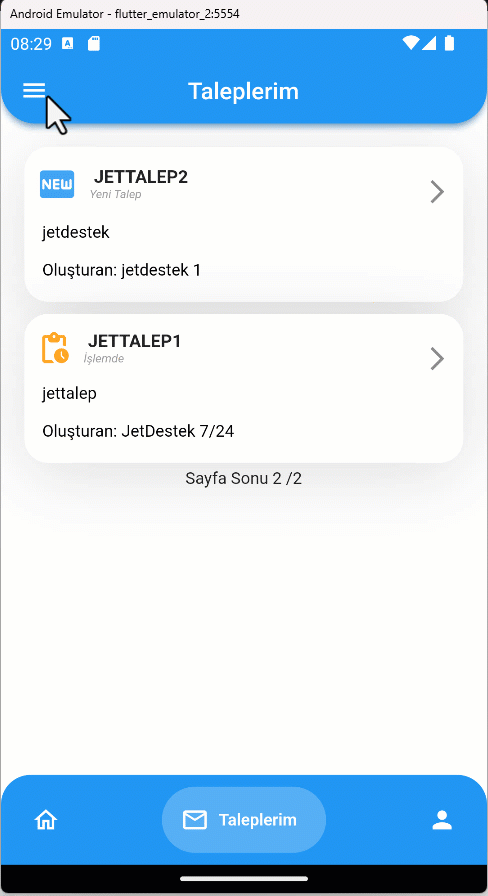 Android Emulator - flutter_emulator_2:5554
08:29 A
Taleplerim
NEW JETTALEP2
Yeni Talep
jetdestek
Oluşturan: jetdestek 1
JETTALEP1
İşlemde
jettalep
Oluşturan: JetDestek 7/24
Sayfa Sonu 2 /2
Taleplerim